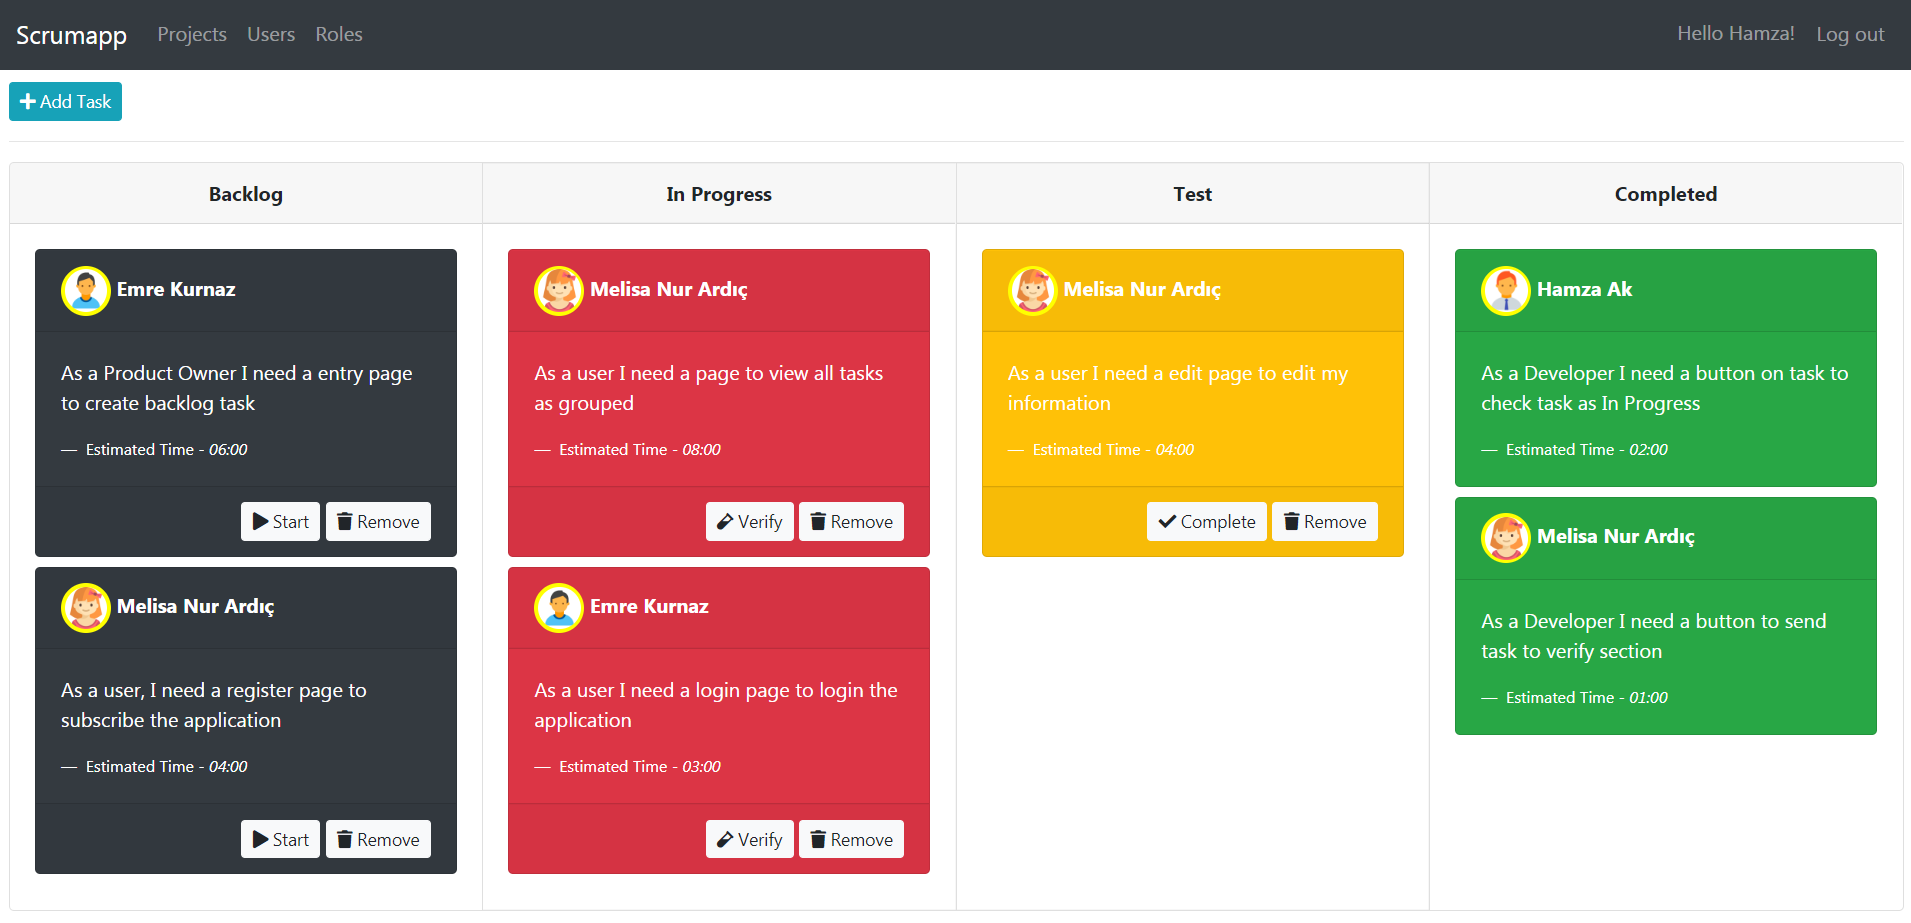 Scrumapp Projects Users Roles Hello Hamza! Log out
Add Task
Backlog
In Progress
Test
Completed
Emre Kurnaz
As a Product Owner I need a entry page
to create backlog task
— Estimated Time - 06:00
Start Remove
Melisa Nur Ardıç
As a user, I need a register page to
subscribe the application
— Estimated Time - 04:00
Start Remove
Melisa Nur Ardıç
As a user I need a page to view all tasks
as grouped
— Estimated Time - 08:00
Verify Remove
Emre Kurnaz
As a user I need a login page to login the
application
— Estimated Time - 03:00
Verify Remove
Melisa Nur Ardıç
As a user I need a edit page to edit my
information
— Estimated Time - 04:00
Complete Remove
Hamza Ak
As a Developer I need a button on task to
check task as In Progress
— Estimated Time - 02:00
Melisa Nur Ardıç
As a Developer I need a button to send
task to verify section
— Estimated Time - 01:00